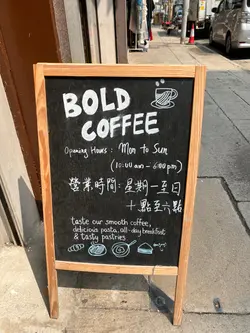 BOLD
COFFEE
Opening Hours : Mon to Sun
(10:00 am - 6:00 pm)
營業時間：星期一至日
十點至六點
taste our smooth coffee,
delicious pasta, all-day breakfast
& tasty pastries